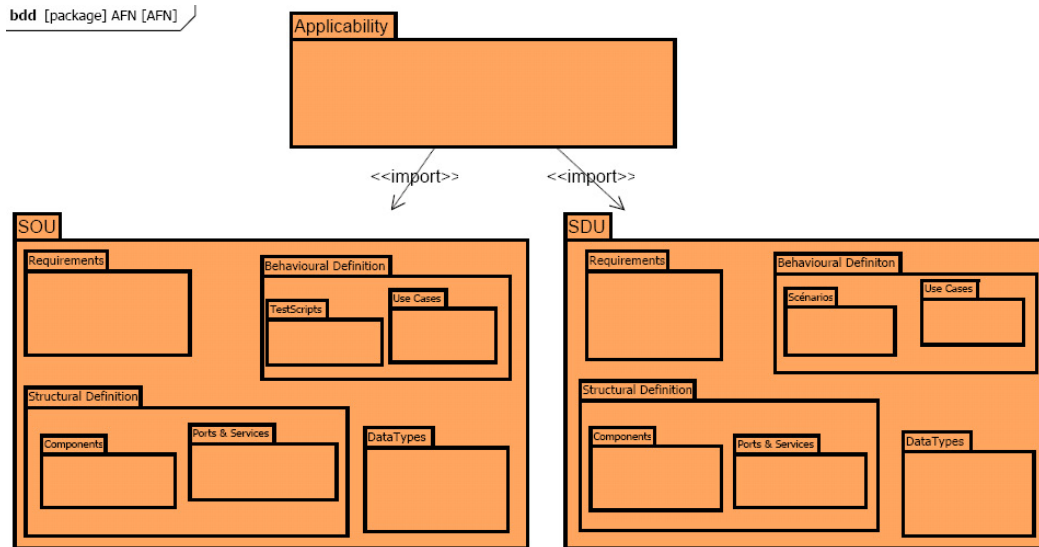 bdd [package] AFN [AFN]
Applicability
<<import>>
<<import>>
SOU
Requirements
Behavioural Definition
TestScripts
Use Cases
Structural Definition
Components
Ports & Services
DataTypes
SDU
Requirements
Behavioural Definiton
Scénarios
Use Cases
Structural Definition
Components
Ports & Services
DataTypes